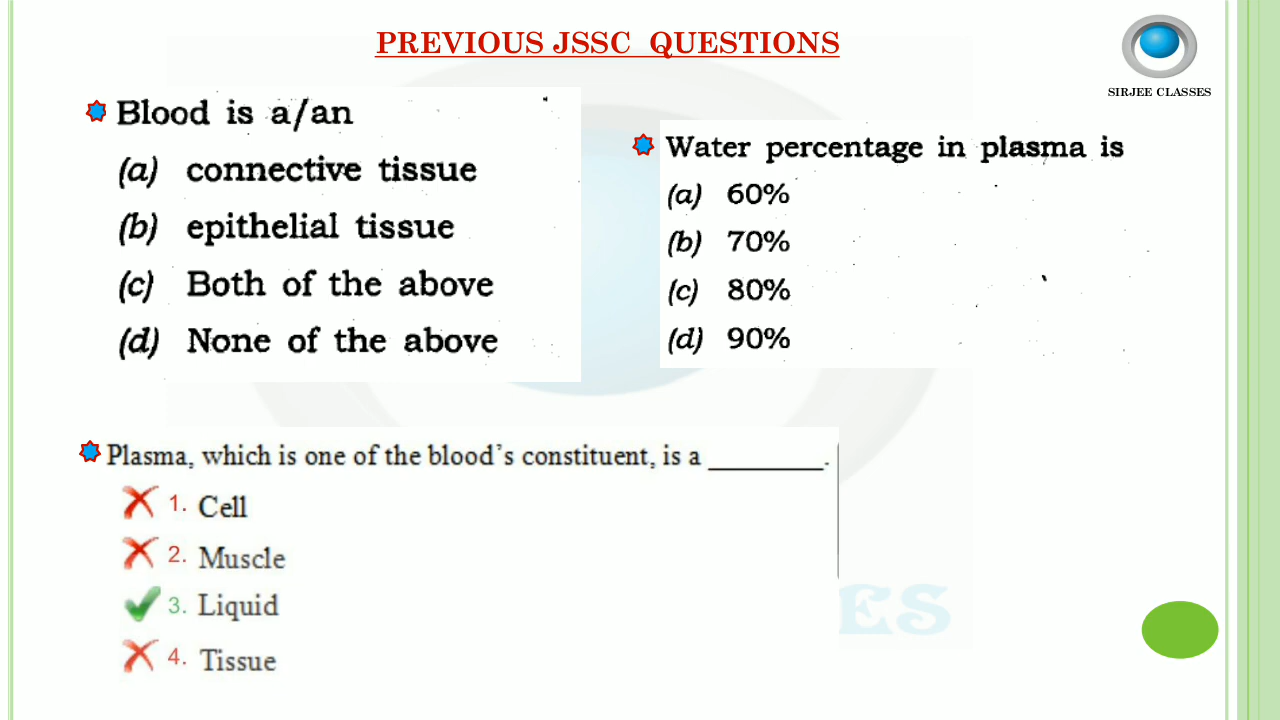 PREVIOUS JSSC QUESTIONS
SIRJEE CLASSES
Blood is a/an
(a) connective tissue
(b) epithelial tissue
(c) Both of the above
(d) None of the above
Water percentage in plasma is
(a) 60%
(b) 70%
(c) 80%
(d) 90%
Plasma, which is one of the blood's constituent, is a ________.
1. Cell
2. Muscle
3. Liquid
4. Tissue
ES